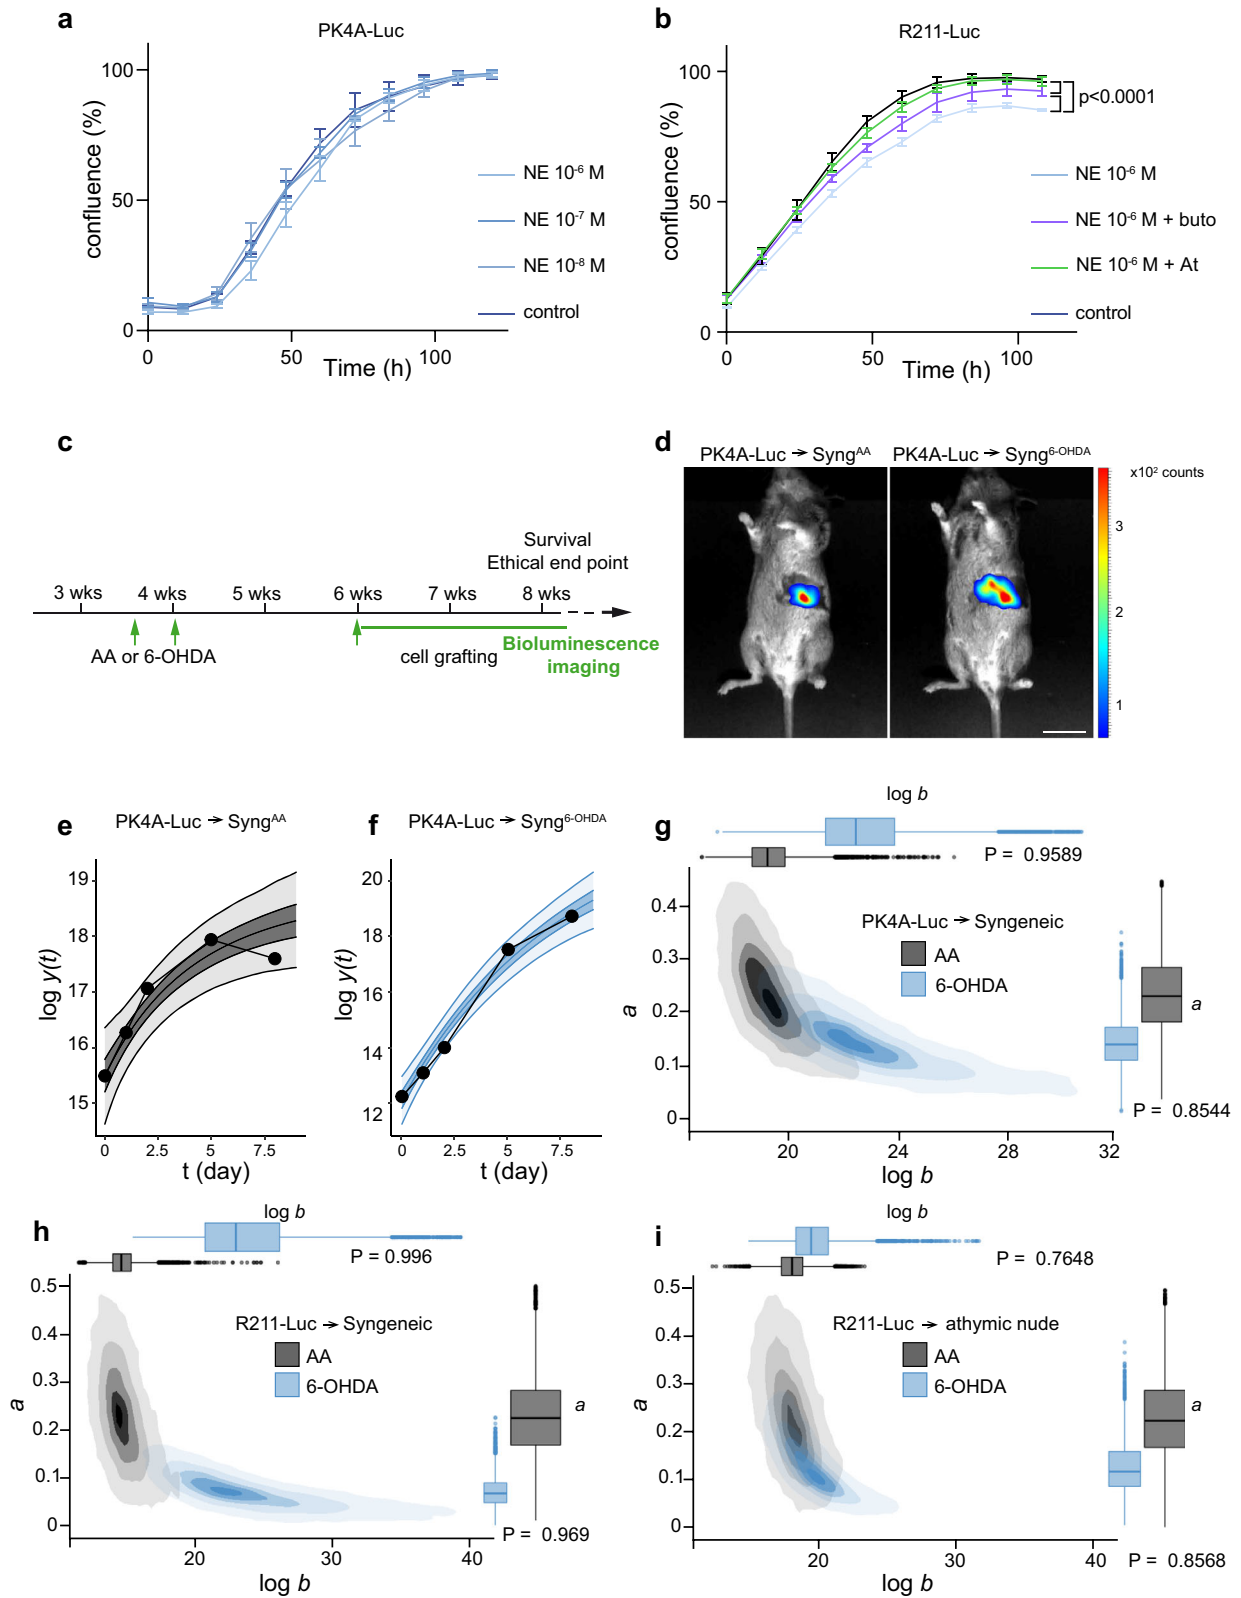 a
PK4A-Luc
100
50
0
confluence (%)
0
50
100
Time (h)
NE 10⁻⁶ M
NE 10⁻⁷ M
NE 10⁻⁸ M
control
b
R211-Luc
100
50
0
confluence (%)
0
50
100
Time (h)
p<0.0001
NE 10⁻⁶ M
NE 10⁻⁶ M + buto
NE 10⁻⁶ M + At
control
c
Survival
Ethical end point
3 wks 4 wks 5 wks 6 wks 7 wks 8 wks
AA or 6-OHDA
cell grafting
Bioluminescence
imaging
d
PK4A-Luc → Syngᴬᴬ
PK4A-Luc → Syng⁶⁻ᴼᴴᴰᴬ
x10² counts
3
2
1
e
PK4A-Luc → Syngᴬᴬ
19
18
17
16
15
log y(t)
0 2.5 5 7.5
t (day)
f
PK4A-Luc → Syng⁶⁻ᴼᴴᴰᴬ
20
18
16
14
12
log y(t)
0 2.5 5 7.5
t (day)
g
log b
P = 0.9589
PK4A-Luc → Syngeneic
AA
6-OHDA
0.4
0.3
0.2
0.1
0
a
a
P = 0.8544
20 24 28 32
log b
h
log b
P = 0.996
R211-Luc → Syngeneic
AA
6-OHDA
0.5
0.4
0.3
0.2
0.1
0
a
a
P = 0.969
20 30 40
log b
i
log b
P = 0.7648
R211-Luc → athymic nude
AA
6-OHDA
0.5
0.4
0.3
0.2
0.1
0
a
a
P = 0.8568
20 30 40
log b